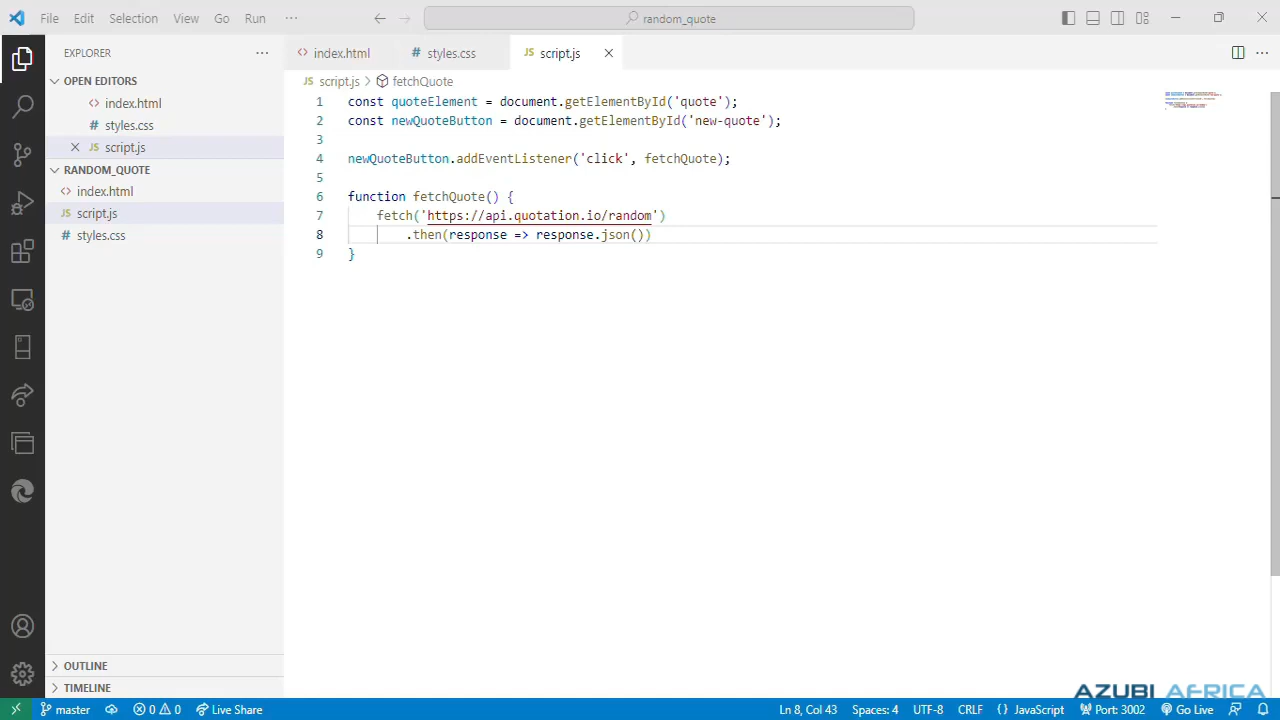 File Edit Selection View Go Run ··· random_quote
EXPLORER ···
OPEN EDITORS
index.html
# styles.css
JS script.js
RANDOM_QUOTE
index.html
JS script.js
# styles.css
OUTLINE
TIMELINE
index.html # styles.css JS script.js
JS script.js > fetchQuote
1 const quoteElement = document.getElementById('quote');
2 const newQuoteButton = document.getElementById('new-quote');
3
4 newQuoteButton.addEventListener('click', fetchQuote);
5
6 function fetchQuote() {
7 fetch('https://api.quotation.io/random')
8 .then(response => response.json())
9 }
AZUBI AFRICA
master 0 0 Live Share Ln 8, Col 43 Spaces: 4 UTF-8 CRLF {} JavaScript Port: 3002 Go Live